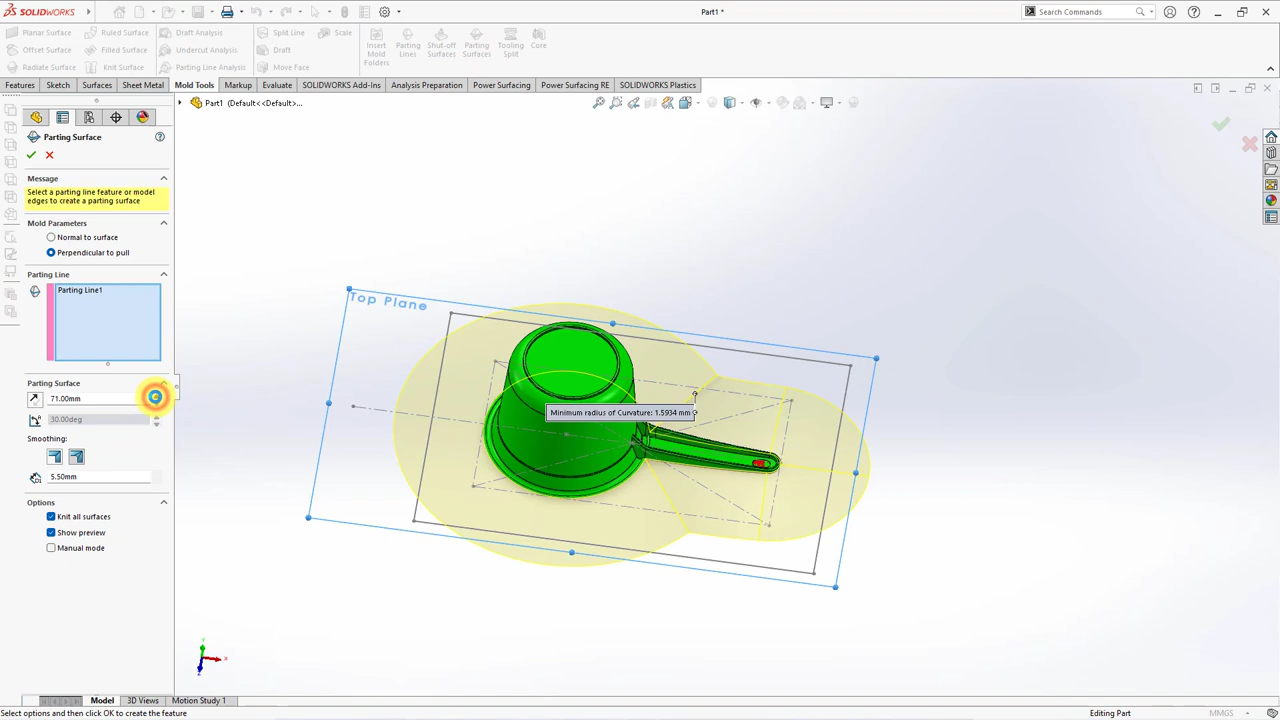 SOLIDWORKS
Part1 *
Search Commands
Planar Surface
Ruled Surface
Draft Analysis
Split Line
Scale
Offset Surface
Filled Surface
Undercut Analysis
Draft
Radiate Surface
Knit Surface
Parting Line Analysis
Move Face
Insert Mold Folders
Parting Lines
Shut-off Surfaces
Parting Surfaces
Tooling Split
Core
Features
Sketch
Surfaces
Sheet Metal
Mold Tools
Markup
Evaluate
SOLIDWORKS Add-Ins
Analysis Preparation
Power Surfacing
Power Surfacing RE
SOLIDWORKS Plastics
Part1 (Default<<Default>...
Parting Surface
Message
Select a parting line feature or model
edges to create a parting surface
Mold Parameters
Normal to surface
Perpendicular to pull
Parting Line
Parting Line1
Parting Surface
71.00mm
30.00deg
Smoothing:
5.50mm
Options
Knit all surfaces
Show preview
Manual mode
Top Plane
Minimum radius of Curvature: 1.5934 mm
Y
X
Z
Model
3D Views
Motion Study 1
Select options and then click OK to create the feature
Editing Part
MMGS